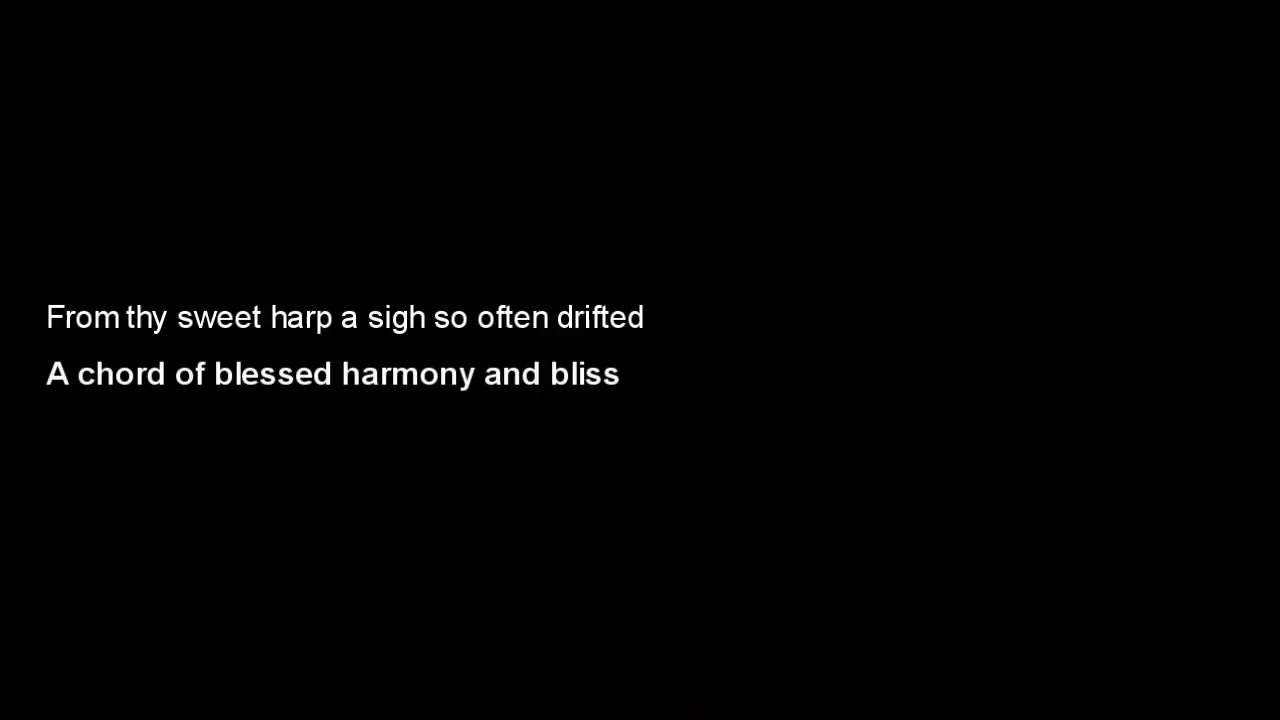 From thy sweet harp a sigh so often drifted
A chord of blessed harmony and bliss